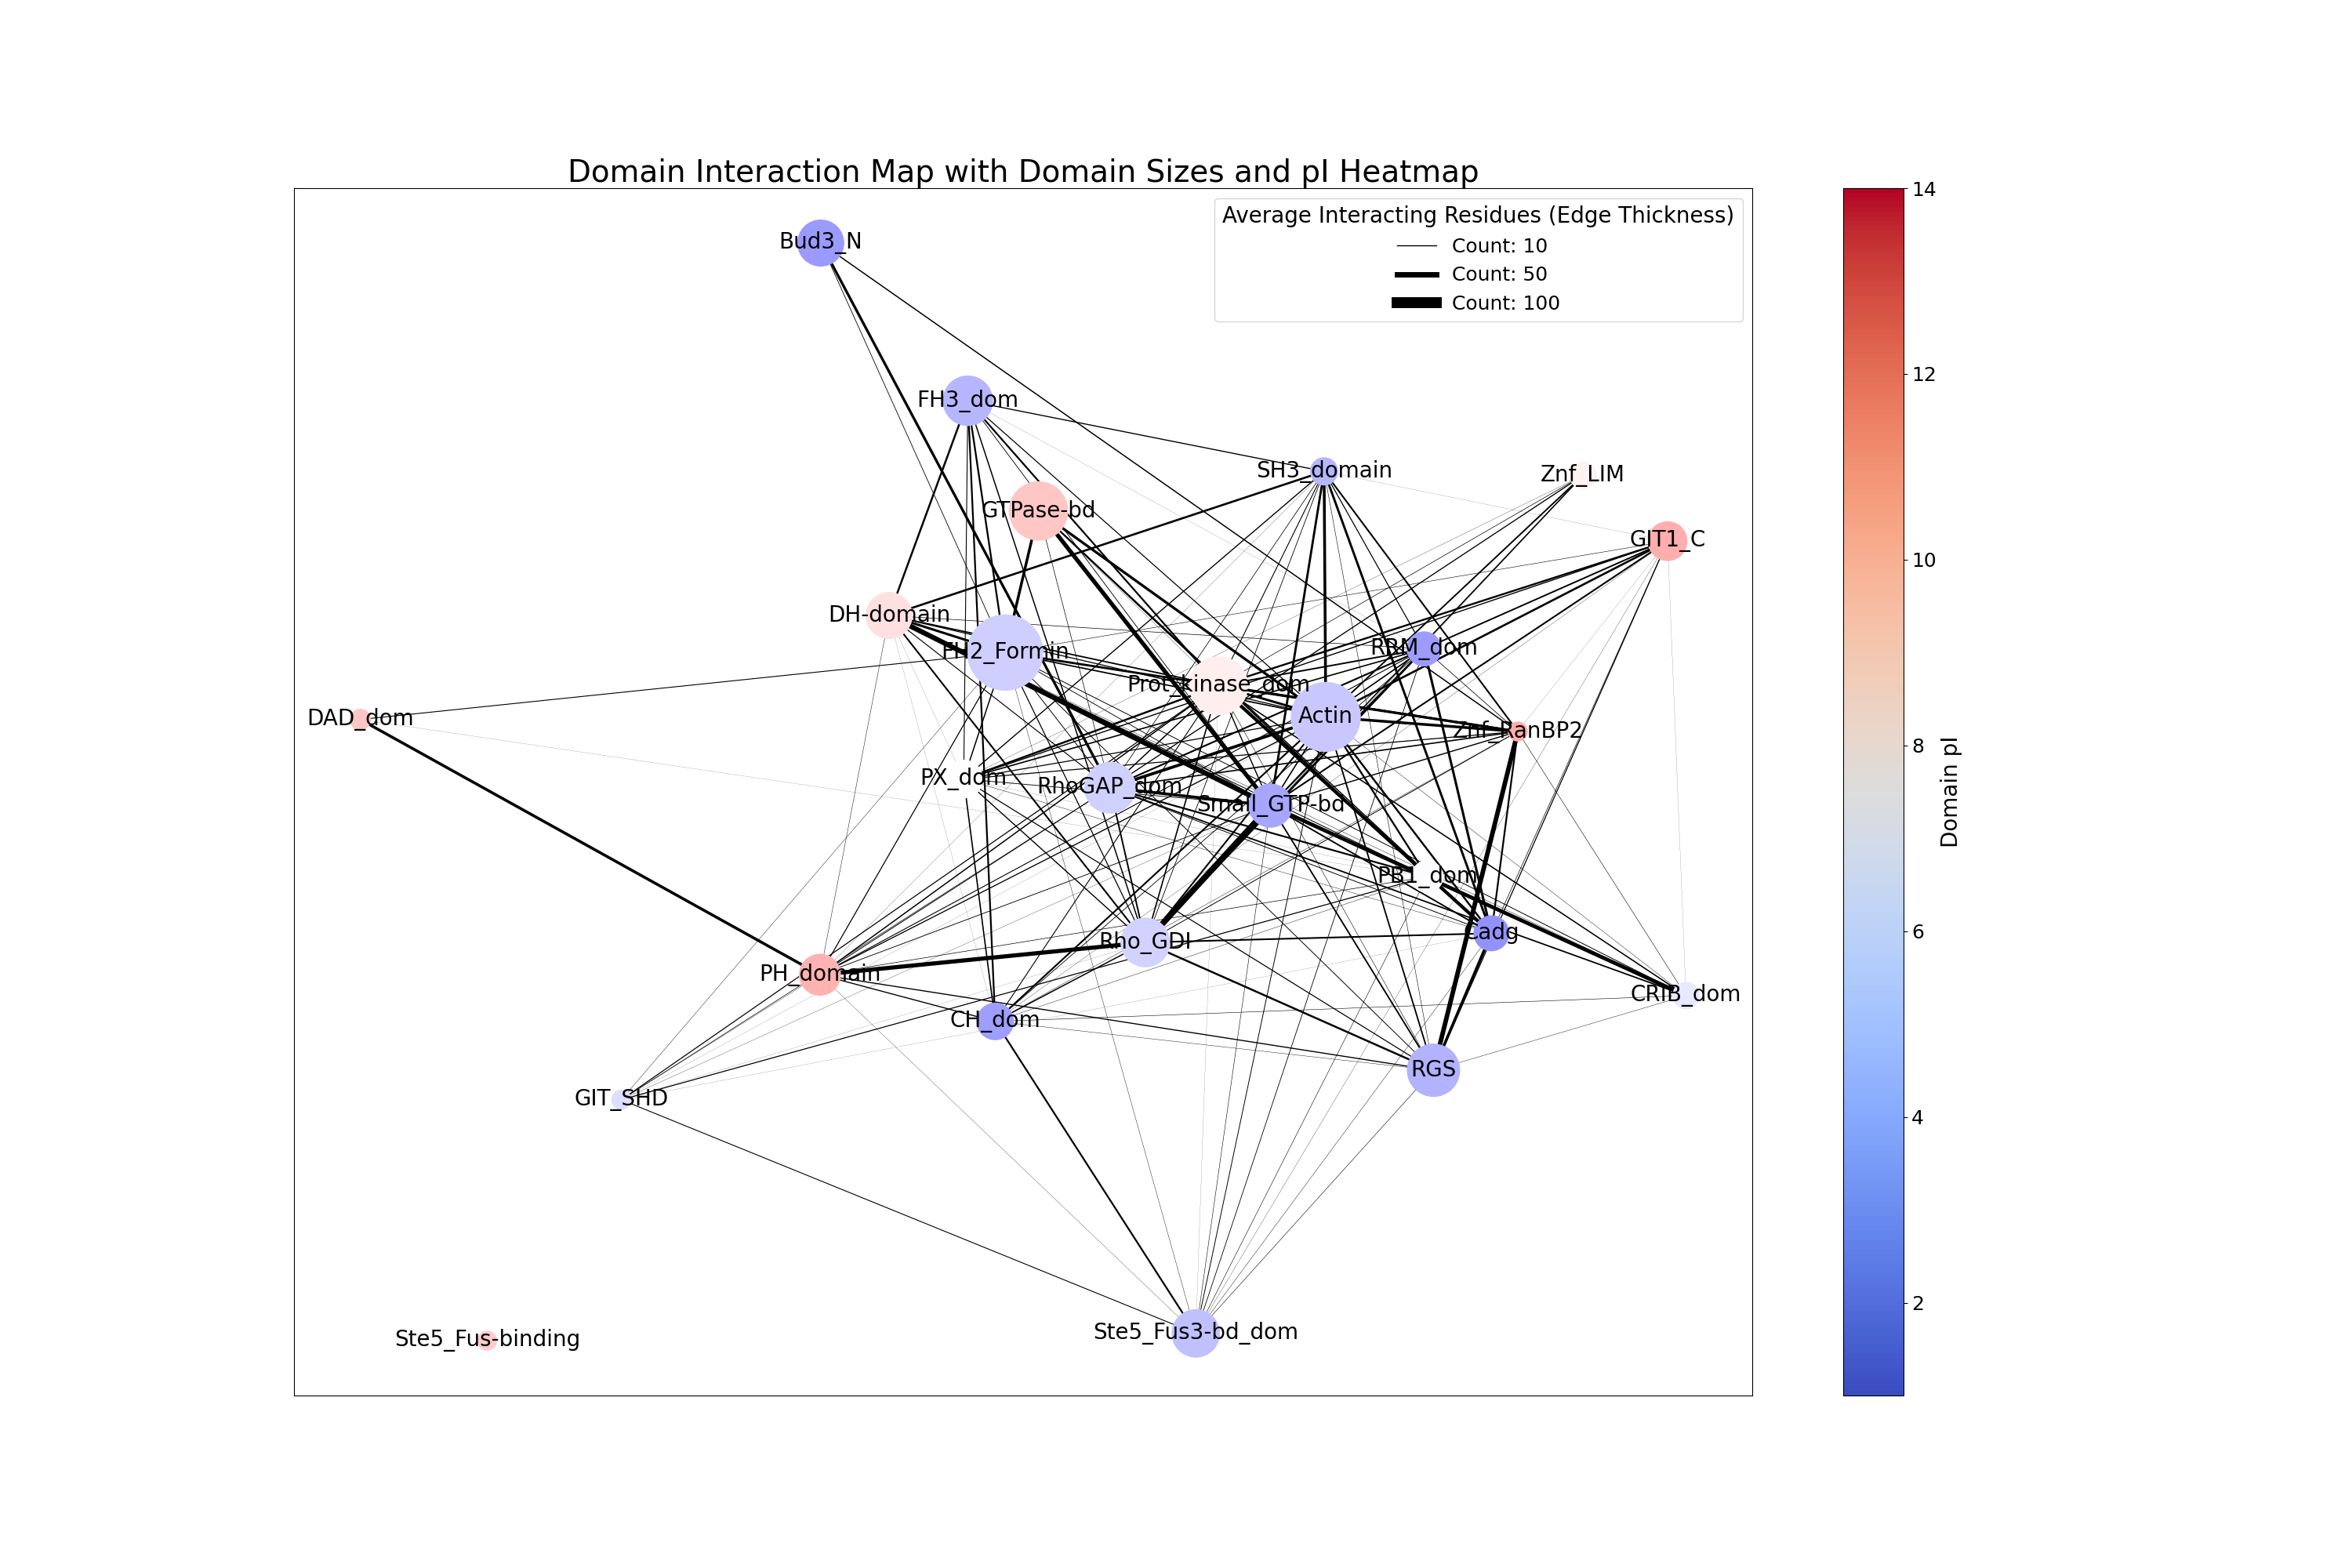 Domain Interaction Map with Domain Sizes and pI Heatmap
Average Interacting Residues (Edge Thickness)
Count: 10
Count: 50
Count: 100
Bud3_N
FH3_dom
SH3_domain
Znf_LIM
GTPase-bd
GIT1_C
DH-domain
FH2_Formin
RBM_dom
Prot_kinase_dom
DAD_dom
Actin
Znf_RanBP2
PX_dom
RhoGAP_dom
Small_GTP-bd
PB1_dom
Cadg
Rho_GDI
PH_domain
CRIB_dom
CH_dom
RGS
GIT_SHD
Ste5_Fus3-bd_dom
Ste5_Fus-binding
14
12
10
8
6
4
2
Domain pI